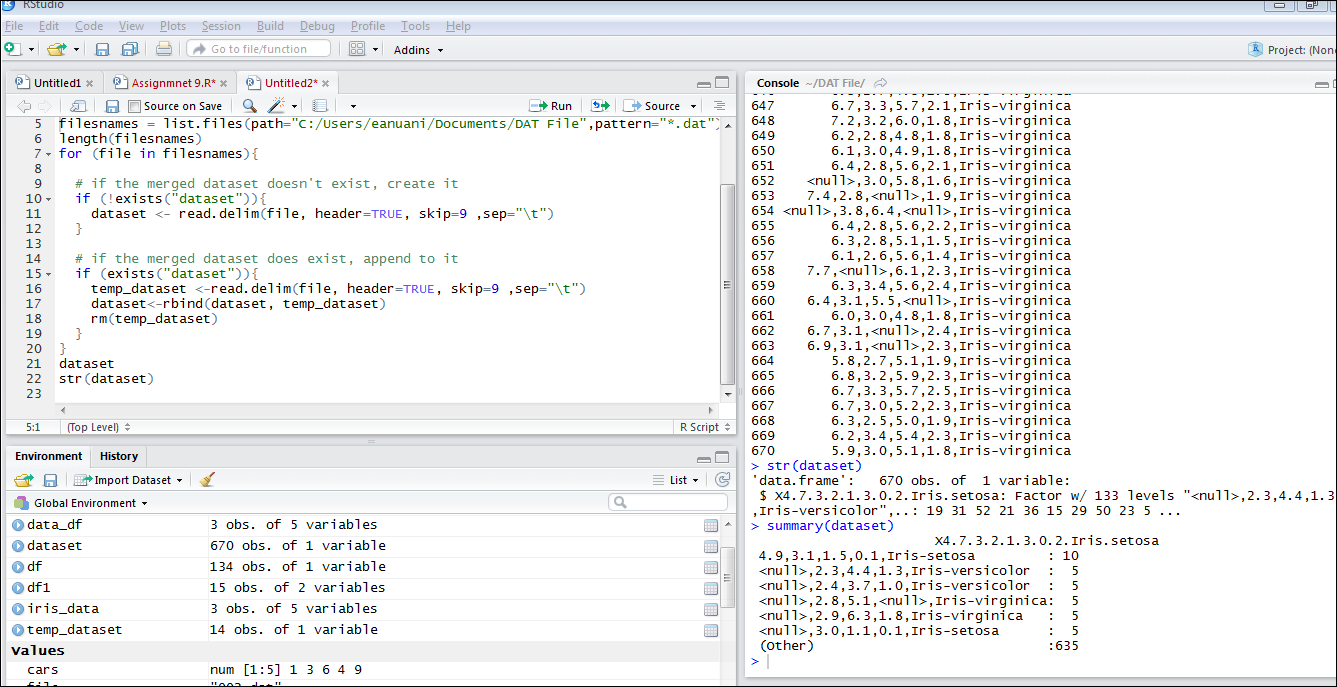 RStudio
File Edit Code View Plots Session Build Debug Profile Tools Help
Go to file/function Addins Project: (None
Untitled1 Assignmnet 9.R* Untitled2*
Source on Save Run Source
5 filesnames = list.files(path="C:/Users/eanuani/Documents/DAT File",pattern="*.dat")
6 length(filesnames)
7 for (file in filesnames){
8
9 # if the merged dataset doesn't exist, create it
10 if (!exists("dataset")){
11 dataset <- read.delim(file, header=TRUE, skip=9 ,sep="\t")
12 }
13
14 # if the merged dataset does exist, append to it
15 if (exists("dataset")){
16 temp_dataset <-read.delim(file, header=TRUE, skip=9 ,sep="\t")
17 dataset<-rbind(dataset, temp_dataset)
18 rm(temp_dataset)
19 }
20 }
21 dataset
22 str(dataset)
23
5:1 (Top Level) R Script
Environment History
Import Dataset List
Global Environment
data_df 3 obs. of 5 variables
dataset 670 obs. of 1 variable
df 134 obs. of 1 variable
df1 15 obs. of 2 variables
iris_data 3 obs. of 5 variables
temp_dataset 14 obs. of 1 variable
Values
cars num [1:5] 1 3 6 4 9
Console ~/DAT File/
647 6.7,3.3,5.7,2.1,Iris-virginica
648 7.2,3.2,6.0,1.8,Iris-virginica
649 6.2,2.8,4.8,1.8,Iris-virginica
650 6.1,3.0,4.9,1.8,Iris-virginica
651 6.4,2.8,5.6,2.1,Iris-virginica
652 <null>,3.0,5.8,1.6,Iris-virginica
653 7.4,2.8,<null>,1.9,Iris-virginica
654 <null>,3.8,6.4,<null>,Iris-virginica
655 6.4,2.8,5.6,2.2,Iris-virginica
656 6.3,2.8,5.1,1.5,Iris-virginica
657 6.1,2.6,5.6,1.4,Iris-virginica
658 7.7,<null>,6.1,2.3,Iris-virginica
659 6.3,3.4,5.6,2.4,Iris-virginica
660 6.4,3.1,5.5,<null>,Iris-virginica
661 6.0,3.0,4.8,1.8,Iris-virginica
662 6.7,3.1,<null>,2.4,Iris-virginica
663 6.9,3.1,<null>,2.3,Iris-virginica
664 5.8,2.7,5.1,1.9,Iris-virginica
665 6.8,3.2,5.9,2.3,Iris-virginica
666 6.7,3.3,5.7,2.5,Iris-virginica
667 6.7,3.0,5.2,2.3,Iris-virginica
668 6.3,2.5,5.0,1.9,Iris-virginica
669 6.2,3.4,5.4,2.3,Iris-virginica
670 5.9,3.0,5.1,1.8,Iris-virginica
> str(dataset)
'data.frame': 670 obs. of 1 variable:
$ X4.7.3.2.1.3.0.2.Iris.setosa: Factor w/ 133 levels "<null>,2.3,4.4,1.3
,Iris-versicolor",..: 19 31 52 21 36 15 29 50 23 5 ...
> summary(dataset)
X4.7.3.2.1.3.0.2.Iris.setosa
4.9,3.1,1.5,0.1,Iris-setosa : 10
<null>,2.3,4.4,1.3,Iris-versicolor : 5
<null>,2.4,3.7,1.0,Iris-versicolor : 5
<null>,2.8,5.1,<null>,Iris-virginica: 5
<null>,2.9,6.3,1.8,Iris-virginica : 5
<null>,3.0,1.1,0.1,Iris-setosa : 5
(Other) :635
>